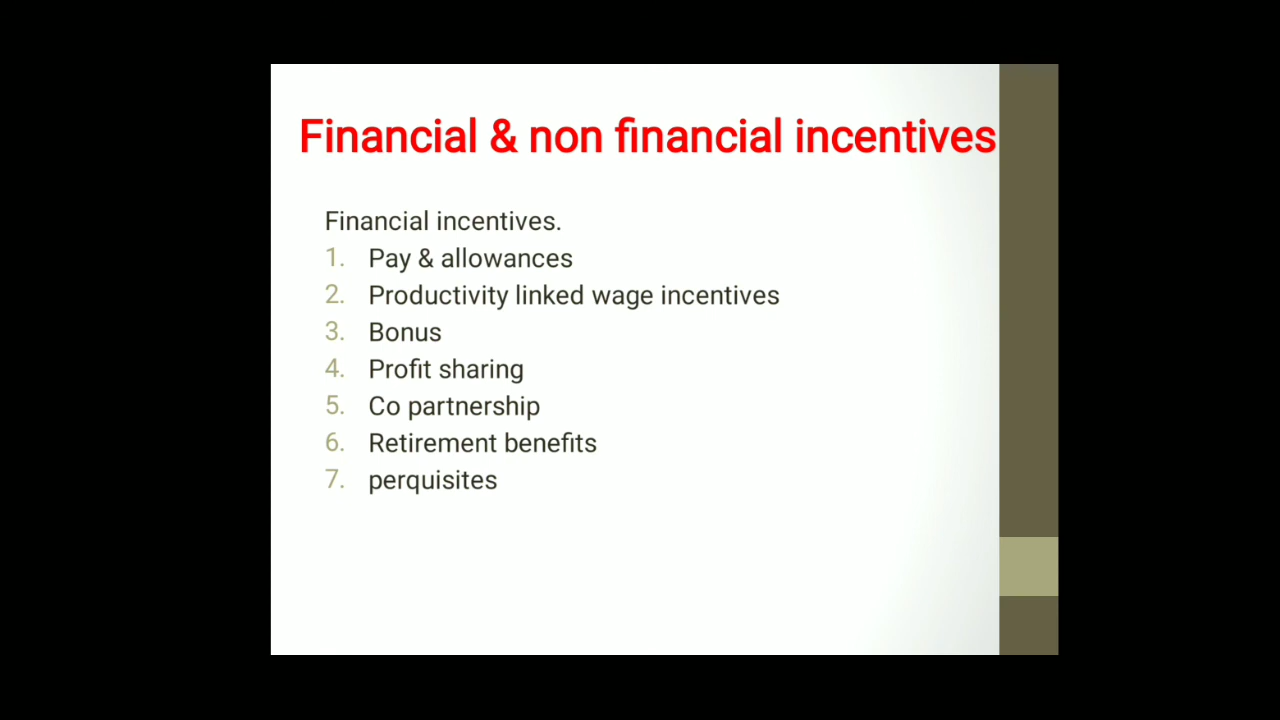 Financial & non financial incentives
Financial incentives.
1. Pay & allowances
2. Productivity linked wage incentives
3. Bonus
4. Profit sharing
5. Co partnership
6. Retirement benefits
7. perquisites